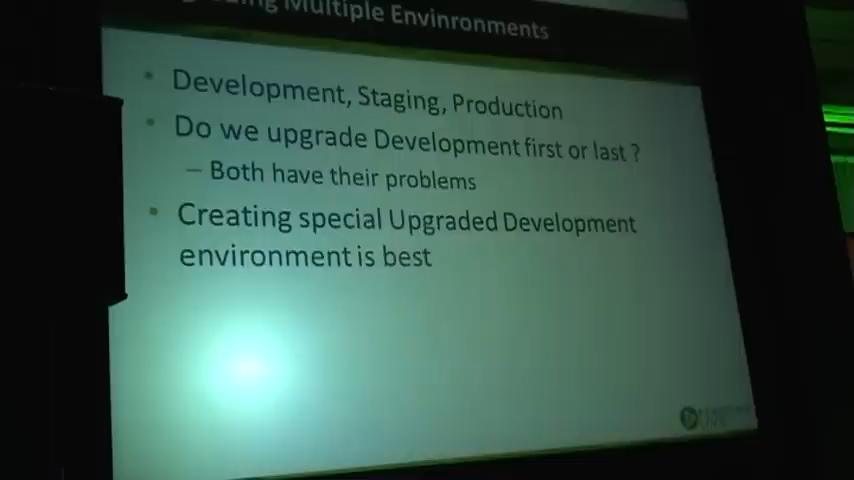 Multiple Envinronments
• Development, Staging, Production
• Do we upgrade Development first or last ?
– Both have their problems
• Creating special Upgraded Development
environment is best